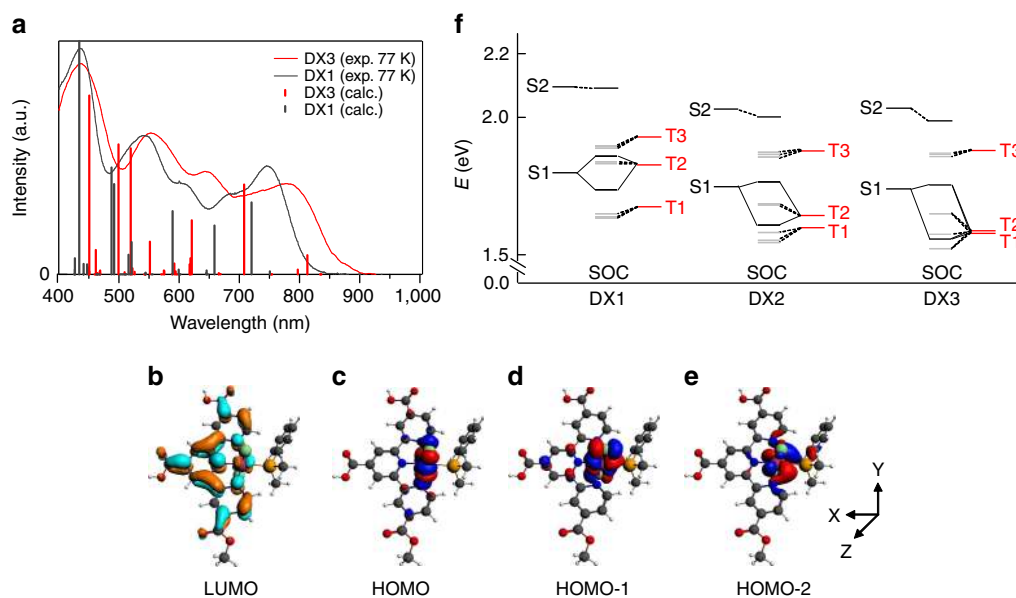 a
Intensity (a.u.)
0
DX3 (exp. 77 K)
DX1 (exp. 77 K)
DX3 (calc.)
DX1 (calc.)
400 500 600 700 800 900 1,000
Wavelength (nm)
f
E (eV)
2.2
2.0
1.5
0.0
S2
S1
T3
T2
T1
SOC
DX1
S2
S1
T3
T2
T1
SOC
DX2
S2
S1
T3
T2
T1
SOC
DX3
b
LUMO
c
HOMO
d
HOMO-1
e
HOMO-2
Y
X
Z